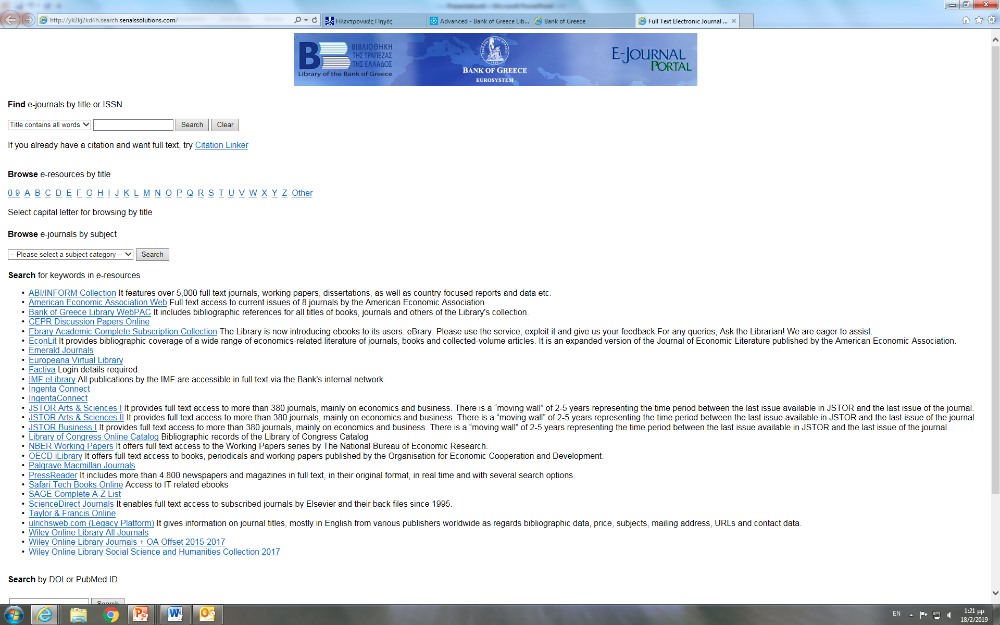 http://yk2kj2kd4h.search.serialssolutions.com/
Ηλεκτρονικές Πηγές
Advanced - Bank of Greece Lib...
Bank of Greece
Full Text Electronic Journal ...
ΒΙΒΛΙΟΘΗΚΗ
ΤΗΣ ΤΡΑΠΕΖΑΣ
ΤΗΣ ΕΛΛΑΔΟΣ
Library of the Bank of Greece
BANK OF GREECE
EUROSYSTEM
E-JOURNAL
PORTAL
Find e-journals by title or ISSN
Title contains all words Search Clear
If you already have a citation and want full text, try Citation Linker
Browse e-resources by title
0-9 A B C D E F G H I J K L M N O P Q R S T U V W X Y Z Other
Select capital letter for browsing by title
Browse e-journals by subject
-- Please select a subject category -- Search
Search for keywords in e-resources
• ABI/INFORM Collection It features over 5,000 full text journals, working papers, dissertations, as well as country-focused reports and data etc.
• American Economic Association Web Full text access to current issues of 8 journals by the American Economic Association
• Bank of Greece Library WebPAC It includes bibliographic references for all titles of books, journals and others of the Library's collection.
• CEPR Discussion Papers Online
• Ebrary Academic Complete Subscription Collection The Library is now introducing ebooks to its users: eBrary. Please use the service, exploit it and give us your feedback.For any queries, Ask the Librarian! We are eager to assist.
• EconLit It provides bibliographic coverage of a wide range of economics-related literature of journals, books and collected-volume articles. It is an expanded version of the Journal of Economic Literature published by the American Economic Association.
• Emerald Journals
• Europeana Virtual Library
• Factiva Login details required.
• IMF eLibrary All publications by the IMF are accessible in full text via the Bank's internal network.
• Ingenta Connect
• IngentaConnect
• JSTOR Arts & Sciences I It provides full text access to more than 380 journals, mainly on economics and business. There is a “moving wall” of 2-5 years representing the time period between the last issue available in JSTOR and the last issue of the journal.
• JSTOR Arts & Sciences II It provides full text access to more than 380 journals, mainly on economics and business. There is a “moving wall” of 2-5 years representing the time period between the last issue available in JSTOR and the last issue of the journal.
• JSTOR Business I It provides full text access to more than 380 journals, mainly on economics and business. There is a “moving wall” of 2-5 years representing the time period between the last issue available in JSTOR and the last issue of the journal.
• Library of Congress Online Catalog Bibliographic records of the Library of Congress Catalog
• NBER Working Papers It offers full text access to the Working Papers series by The National Bureau of Economic Research.
• OECD iLibrary It offers full text access to books, periodicals and working papers published by the Organisation for Economic Cooperation and Development.
• Palgrave Macmillan Journals
• PressReader It includes more than 4.800 newspapers and magazines in full text, in their original format, in real time and with several search options.
• Safari Tech Books Online Access to IT related ebooks
• SAGE Complete A-Z List
• ScienceDirect Journals It enables full text access to subscribed journals by Elsevier and their back files since 1995.
• Taylor & Francis Online
• ulrichsweb.com (Legacy Platform) It gives information on journal titles, mostly in English from various publishers worldwide as regards bibliographic data, price, subjects, mailing address, URLs and contact data.
• Wiley Online Library All Journals
• Wiley Online Library Journals + OA Offset 2015-2017
• Wiley Online Library Social Science and Humanities Collection 2017
Search by DOI or PubMed ID
Search
EN
1:21 μμ
18/2/2019